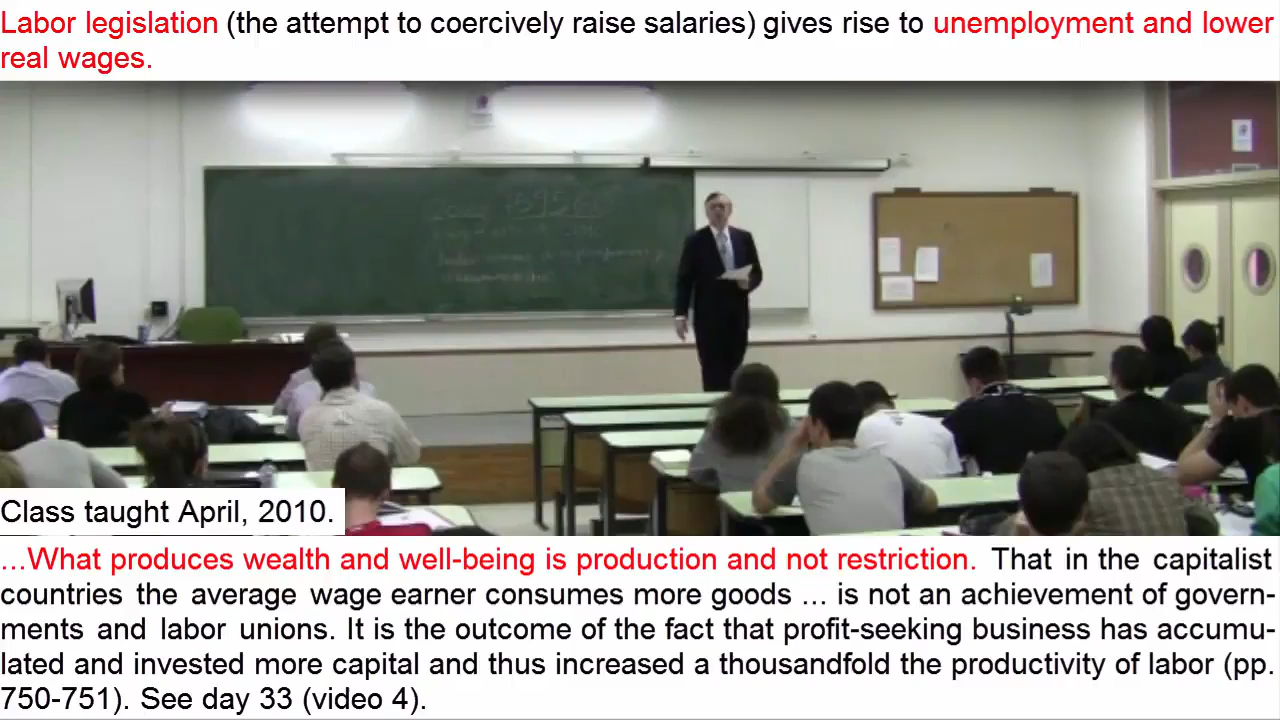 Labor legislation (the attempt to coercively raise salaries) gives rise to unemployment and lower
real wages.
Class taught April, 2010.
...What produces wealth and well-being is production and not restriction. That in the capitalist
countries the average wage earner consumes more goods ... is not an achievement of govern-
ments and labor unions. It is the outcome of the fact that profit-seeking business has accumu-
lated and invested more capital and thus increased a thousandfold the productivity of labor (pp.
750-751). See day 33 (video 4).